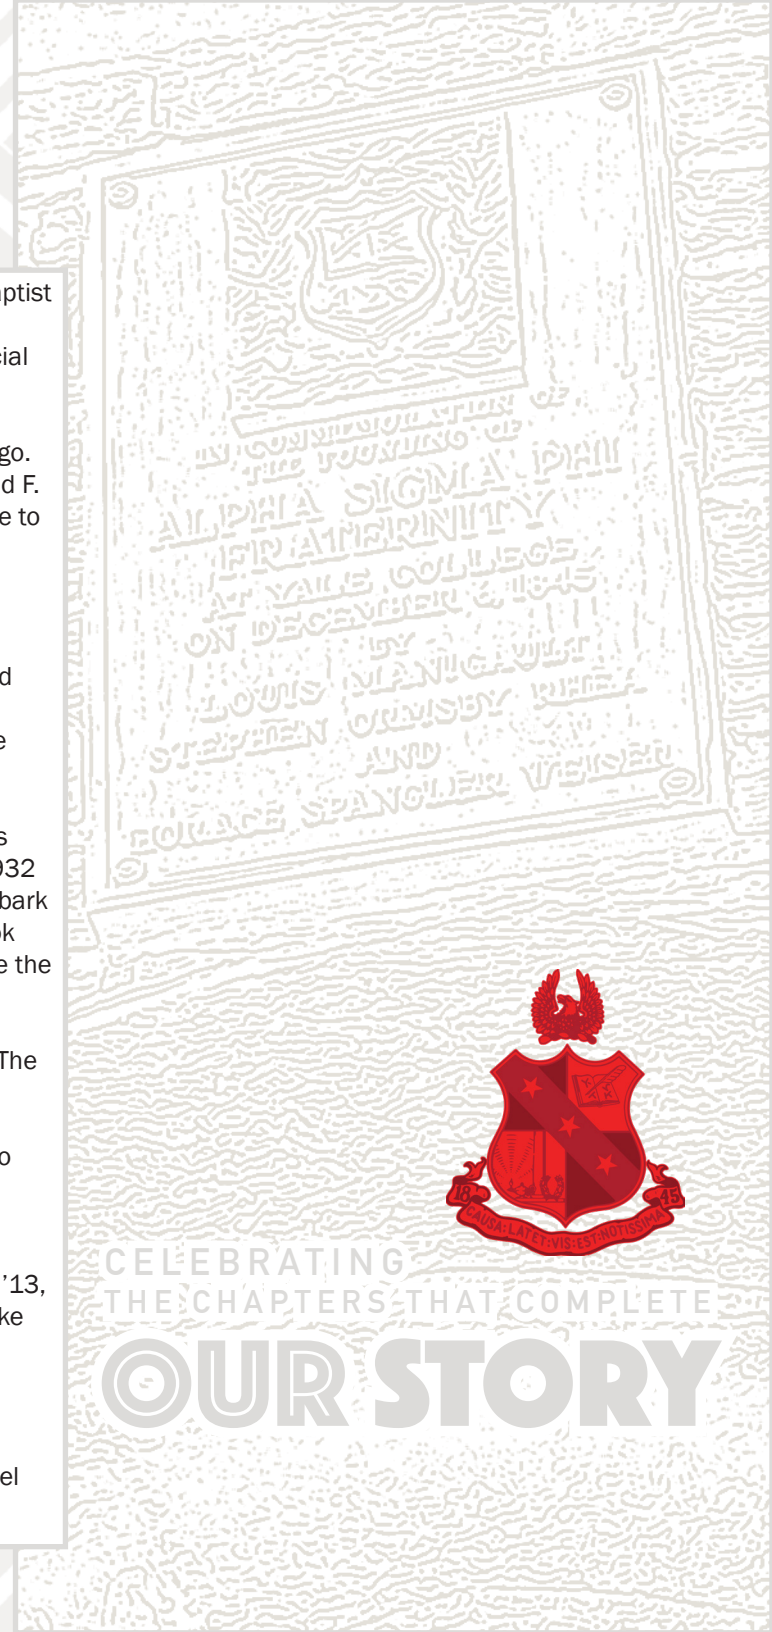 aptist
cial
go.
d F.
e to
d
e
s
932
bark
ok
e the
The
o
’13,
ke
el
IN COMMEMORATION OF
THE FOUNDING OF
ALPHA SIGMA PHI
FRATERNITY
AT YALE COLLEGE
ON DECEMBER 6, 1845
BY
LOUIS MANIGAULT
STEPHEN ORMSBY RHEA
AND
HORACE SPANGLER WEISER
18 45
CAUSA:LATET:VIS:EST:NOTISSIMA
CELEBRATING
THE CHAPTERS THAT COMPLETE
OUR STORY